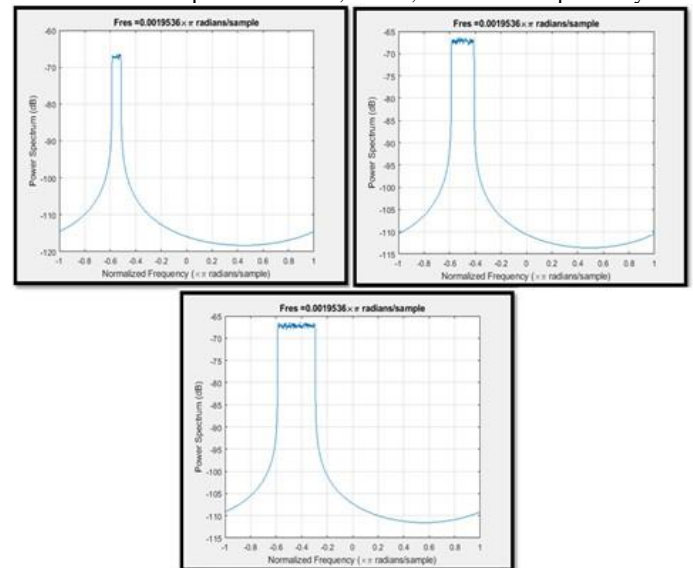 Fres =0.0019536×π radians/sample
Power Spectrum (dB)
-60
-70
-80
-90
-100
-110
-120
-1 -0.8 -0.6 -0.4 -0.2 0 0.2 0.4 0.6 0.8 1
Normalized Frequency (×π radians/sample)
Fres =0.0019536×π radians/sample
Power Spectrum (dB)
-65
-70
-75
-80
-85
-90
-95
-100
-105
-110
-115
-1 -0.8 -0.6 -0.4 -0.2 0 0.2 0.4 0.6 0.8 1
Normalized Frequency (×π radians/sample)
Fres =0.0019536×π radians/sample
Power Spectrum (dB)
-65
-70
-75
-80
-85
-90
-95
-100
-105
-110
-115
-1 -0.8 -0.6 -0.4 -0.2 0 0.2 0.4 0.6 0.8 1
Normalized Frequency (×π radians/sample)